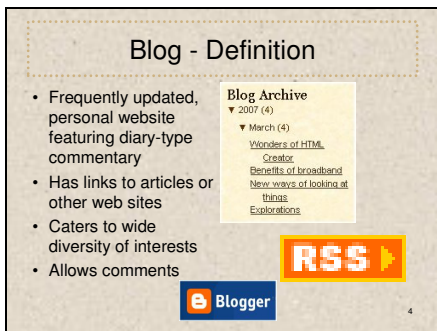 Blog - Definition
• Frequently updated,
personal website
featuring diary-type
commentary
• Has links to articles or
other web sites
• Caters to wide
diversity of interests
• Allows comments
Blog Archive
▼ 2007 (4)
▼ March (4)
Wonders of HTML
Creator
Benefits of broadband
New ways of looking at
things
Explorations
RSS
Blogger
4